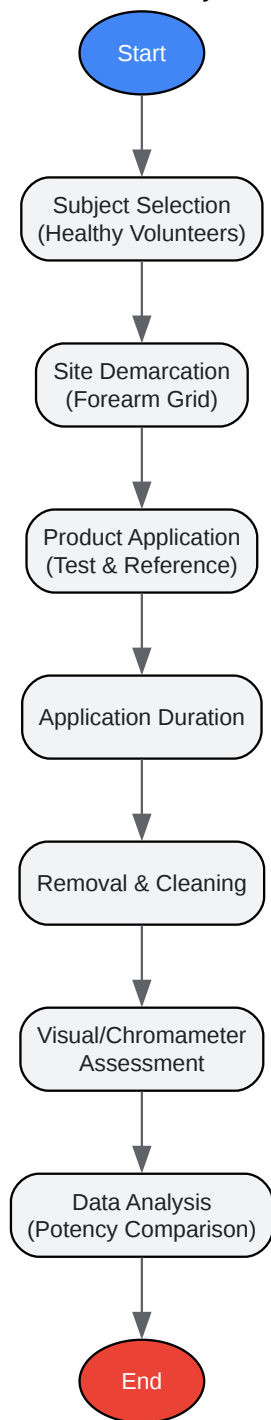 Start
Subject Selection
(Healthy Volunteers)
Site Demarcation
(Forearm Grid)
Product Application
(Test & Reference)
Application Duration
Removal & Cleaning
Visual/Chromameter
Assessment
Data Analysis
(Potency Comparison)
End